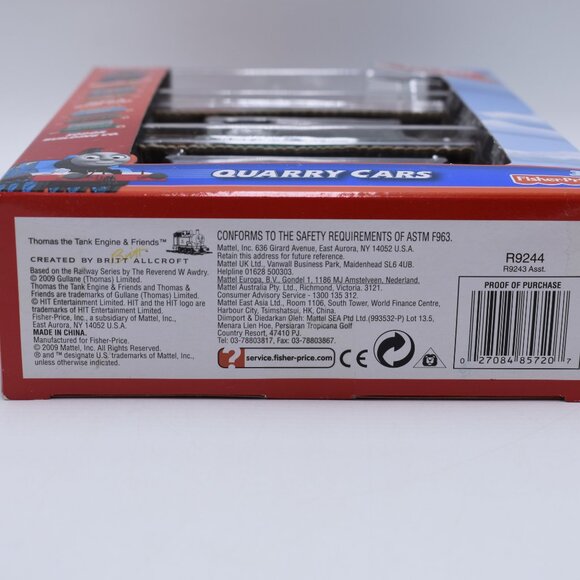 QUARRY CARS
Fisher-Price
Thomas the Tank Engine & Friends™
CREATED BY BRITT ALLCROFT
Based on the Railway Series by The Reverend W Awdry.
© 2009 Gullane (Thomas) Limited.
Thomas the Tank Engine & Friends and Thomas &
Friends are trademarks of Gullane (Thomas) Limited.
© HIT Entertainment Limited. HIT and the HIT logo are
trademarks of HIT Entertainment Limited.
Fisher-Price, Inc., a subsidiary of Mattel, Inc.,
East Aurora, NY 14052 U.S.A.
MADE IN CHINA.
Manufactured for Fisher-Price.
© 2009 Mattel, Inc. All Rights Reserved.
® and ™ designate U.S. trademarks of Mattel, Inc.,
unless otherwise indicated.
CONFORMS TO THE SAFETY REQUIREMENTS OF ASTM F963.
Mattel, Inc. 636 Girard Avenue, East Aurora, NY 14052 U.S.A.
Retain this address for future reference.
Mattel UK Ltd., Vanwall Business Park, Maidenhead SL6 4UB.
Helpline 01628 500303.
Mattel Europa, B.V., Gondel 1, 1186 MJ Amstelveen, Nederland.
Mattel Australia Pty. Ltd., Richmond, Victoria. 3121.
Consumer Advisory Service - 1300 135 312.
Mattel East Asia Ltd., Room 1106, South Tower, World Finance Centre,
Harbour City, Tsimshatsui, HK, China.
Diimport & Diedarkan Oleh: Mattel SEA Ptd Ltd. (993532-P) Lot 13.5,
Menara Lien Hoe, Persiaran Tropicana Golf
Country Resort, 47410 PJ.
Tel: 03-78803817, Fax: 03-78803867.
? service.fisher-price.com
CE
0-3
R9244
R9243 Asst.
PROOF OF PURCHASE
0 27084 85720 7